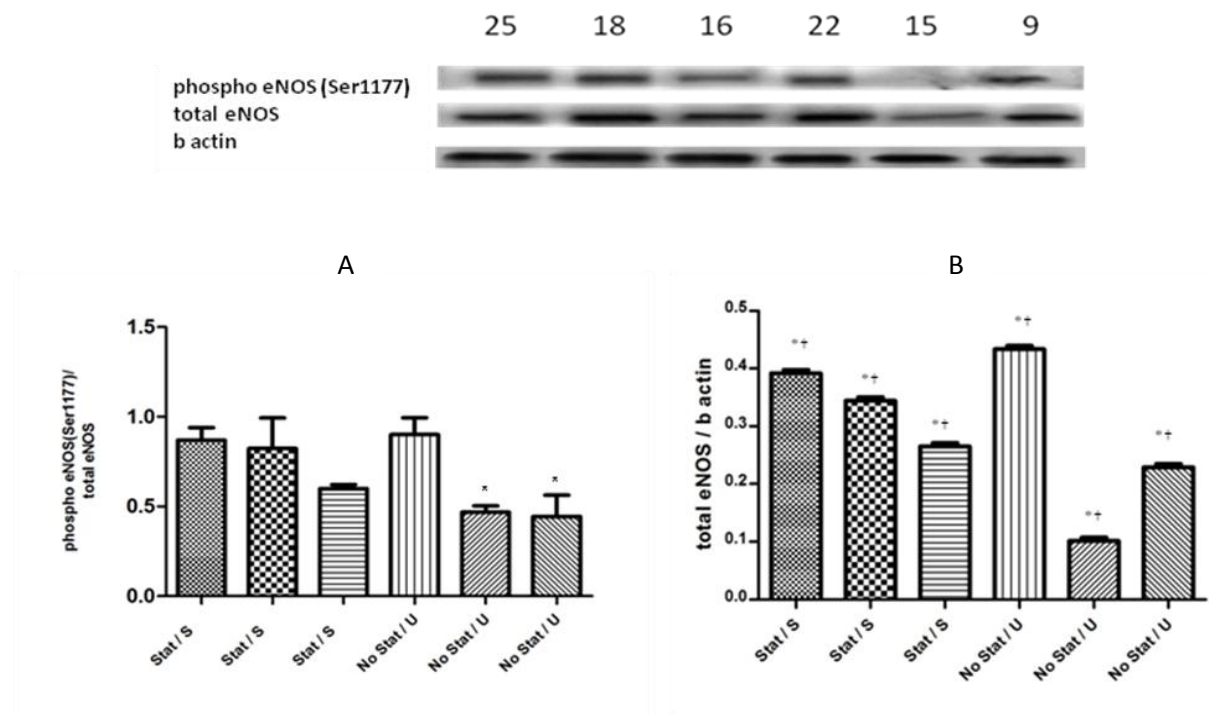 25 18 16 22 15 9
phospho eNOS (Ser1177)
total eNOS
b actin
A
phospho eNOS(Ser1177)/
total eNOS
1.5
1.0
0.5
0.0
*
*
Stat / S
Stat / S
Stat / S
No Stat / U
No Stat / U
No Stat / U
B
total eNOS / b actin
0.5
0.4
0.3
0.2
0.1
0.0
*†
*†
*†
*†
*†
*†
Stat / S
Stat / S
Stat / S
No Stat / U
No Stat / U
No Stat / U